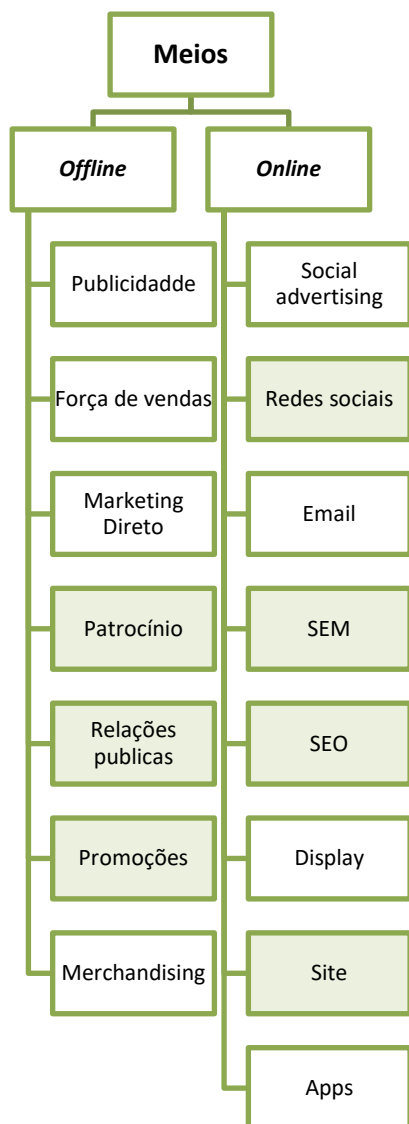 Meios
Offline
Online
Publicidadde
Força de vendas
Marketing
Direto
Patrocínio
Relações
publicas
Promoções
Merchandising
Social
advertising
Redes sociais
Email
SEM
SEO
Display
Site
Apps